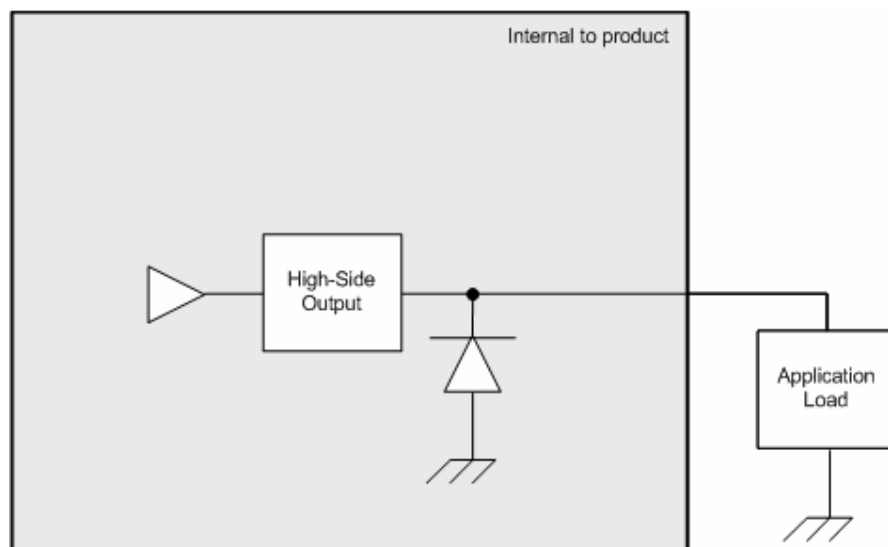 Internal to product
High-Side
Output
Application
Load